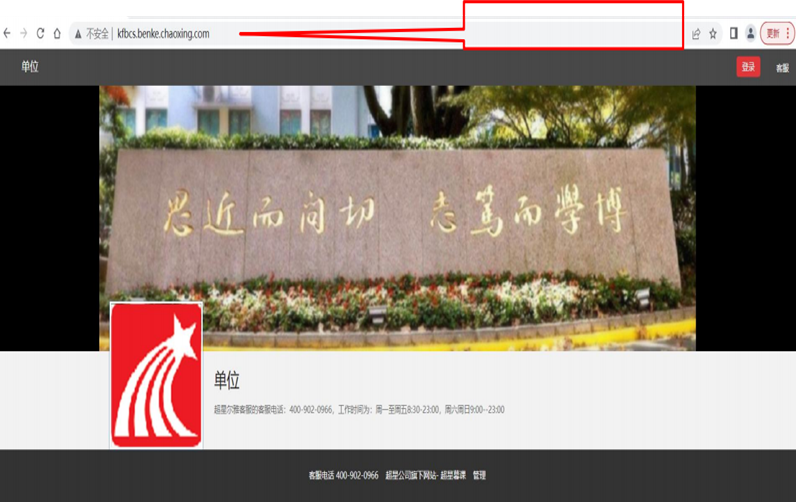 不安全 kfbcs.benke.chaoxing.com
更新
单位
登录
客服
思近而问切 志篤而學博
单位
超星尔雅客服的客服电话：400-902-0966，工作时间为：周一至周五8:30-23:00，周六周日9:00--23:00
客服电话 400-902-0966 超星公司旗下网站- 超星慕课 管理